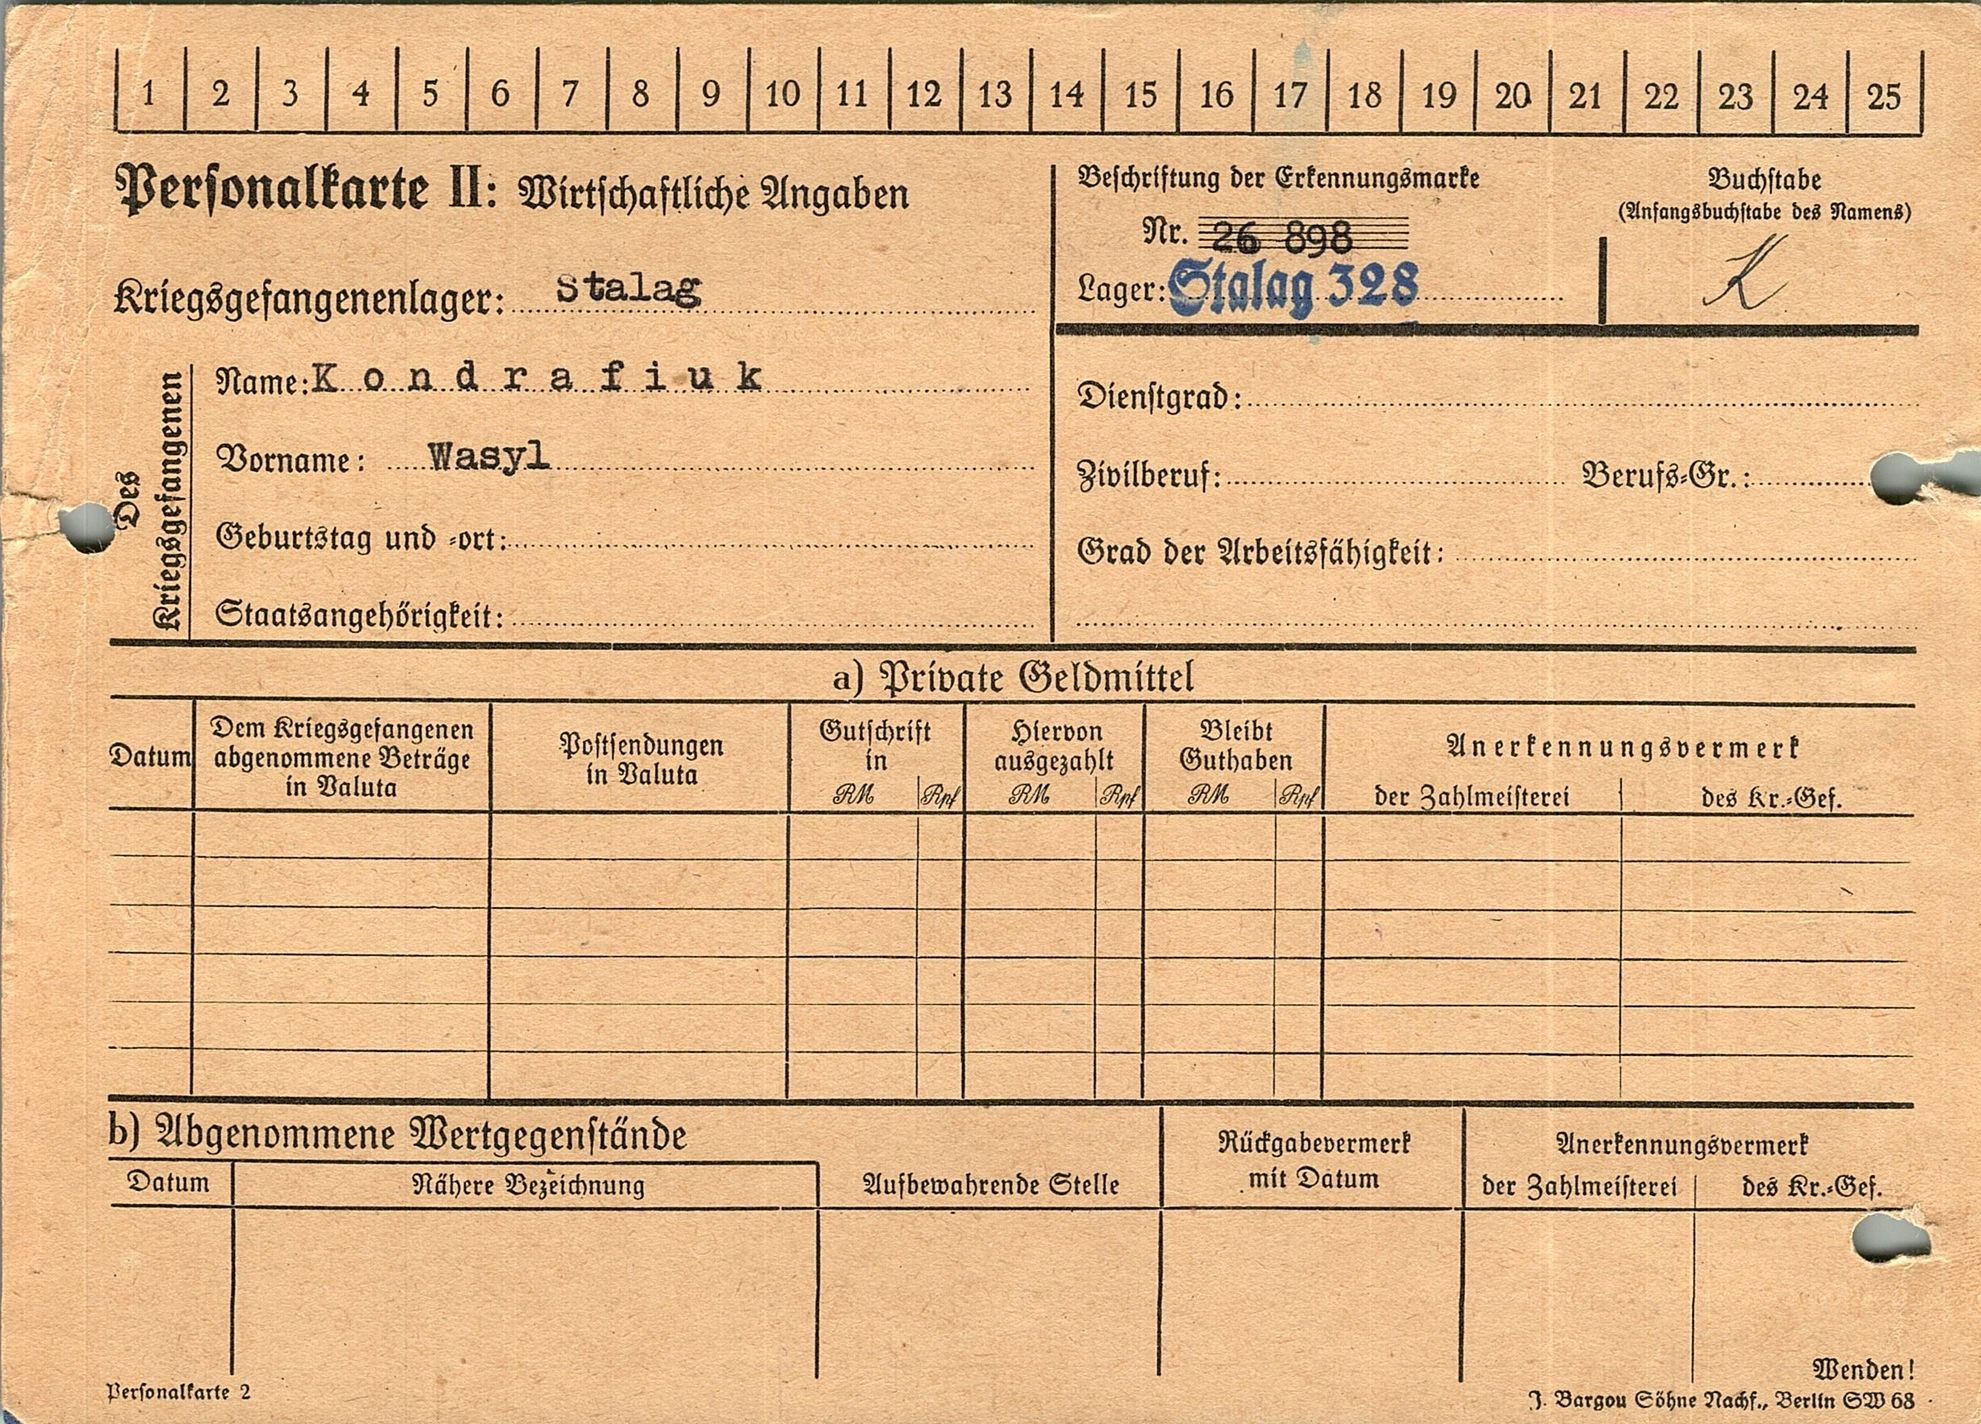 1 2 3 4 5 6 7 8 9 10 11 12 13 14 15 16 17 18 19 20 21 22 23 24 25
Personalkarte II: Wirtschaftliche Angaben
Beschriftung der Erkennungsmarke
Nr. 26 898
Lager: Stalag 328
Buchstabe
(Anfangsbuchstabe des Namens)
K
Kriegsgefangenenlager: Stalag
Des
Kriegsgefangenen
Name: Kondrafiuk
Vorname: Wasyl
Geburtstag und -ort:
Staatsangehörigkeit:
Dienstgrad:
Zivilberuf: Berufs-Gr.:
Grad der Arbeitsfähigkeit:
a) Private Geldmittel
Datum
Dem Kriegsgefangenen
abgenommene Beträge
in Valuta
Postsendungen
in Valuta
Gutschrift
in
RM Rpf
Hiervon
ausgezahlt
RM Rpf
Bleibt
Guthaben
RM Rpf
Anerkennungsvermerk
der Zahlmeisterei des Kr.-Gef.
b) Abgenommene Wertgegenstände
Datum Nähere Bezeichnung Aufbewahrende Stelle
Rückgabevermerk
mit Datum
Anerkennungsvermerk
der Zahlmeisterei des Kr.-Gef.
Wenden!
Personalkarte 2
J. Bargou Söhne Nachf., Berlin SW 68